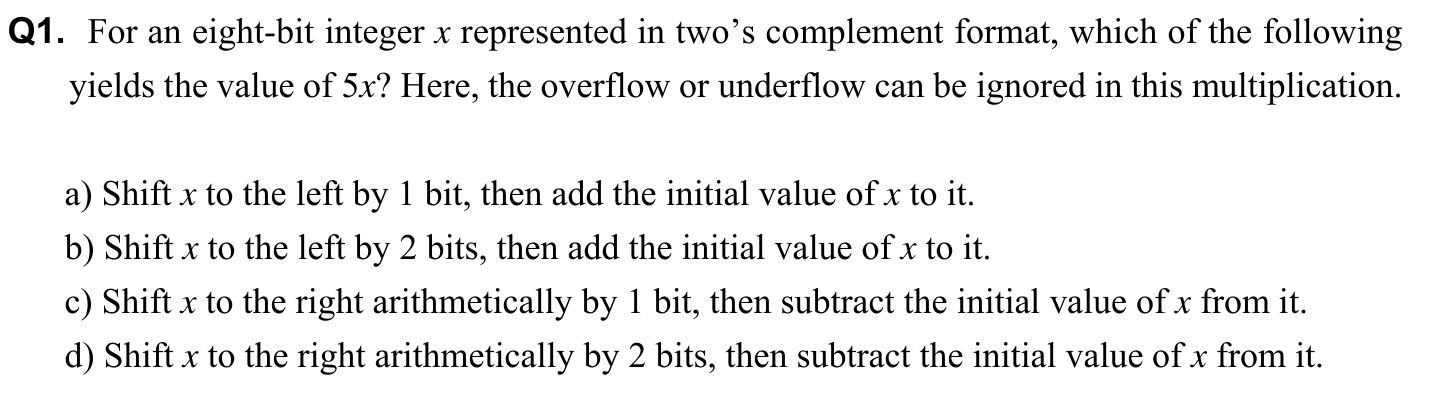 Q1. For an eight-bit integer x represented in two’s complement format, which of the following
yields the value of 5x? Here, the overflow or underflow can be ignored in this multiplication.
a) Shift x to the left by 1 bit, then add the initial value of x to it.
b) Shift x to the left by 2 bits, then add the initial value of x to it.
c) Shift x to the right arithmetically by 1 bit, then subtract the initial value of x from it.
d) Shift x to the right arithmetically by 2 bits, then subtract the initial value of x from it.